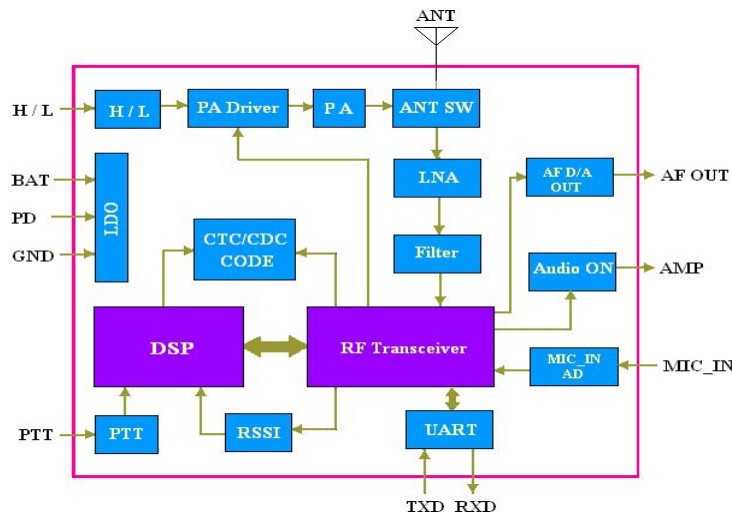 ANT
H / L
H / L
PA Driver
P A
ANT SW
BAT
PD
GND
LDO
LNA
AF D/A
OUT
AF OUT
CTC/CDC
CODE
Filter
Audio ON
AMP
DSP
RF Transceiver
MIC_IN
AD
MIC_IN
PTT
PTT
RSSI
UART
TXD
RXD